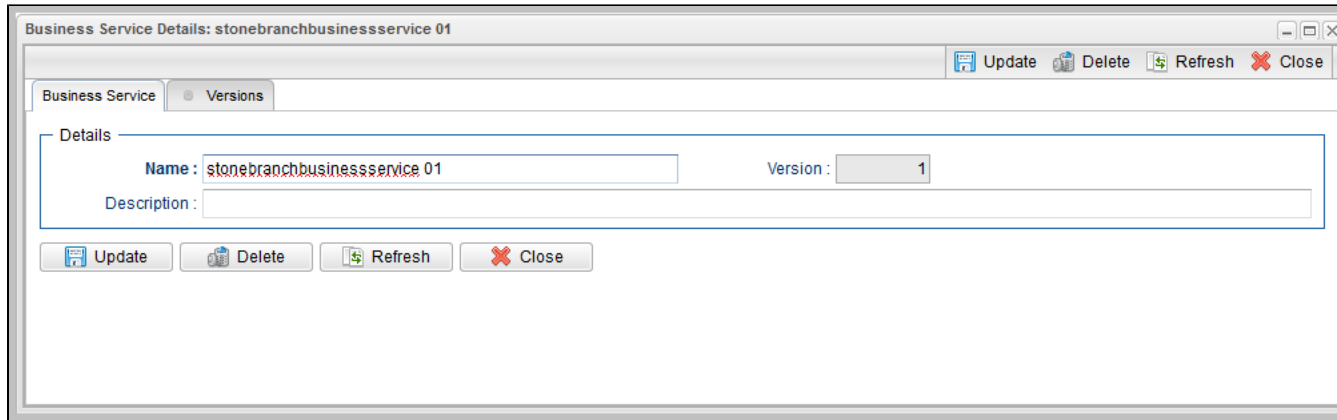 Business Service Details: stonebranchbusinessservice 01
Update Delete Refresh Close
Business Service Versions
Details
Name : stonebranchbusinessservice 01 Version : 1
Description :
Update Delete Refresh Close